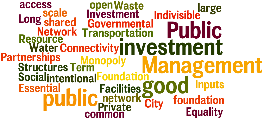 access open Waste large
scale Investment Indivisible
Long shared Governmental Public
Network Transportation
Resource investment
Water Connectivity
Partnerships Monopoly Management
Structures Term Foundation
Social intentional good Inputs
Essential Facilities
public network City foundation
Private Equality
common